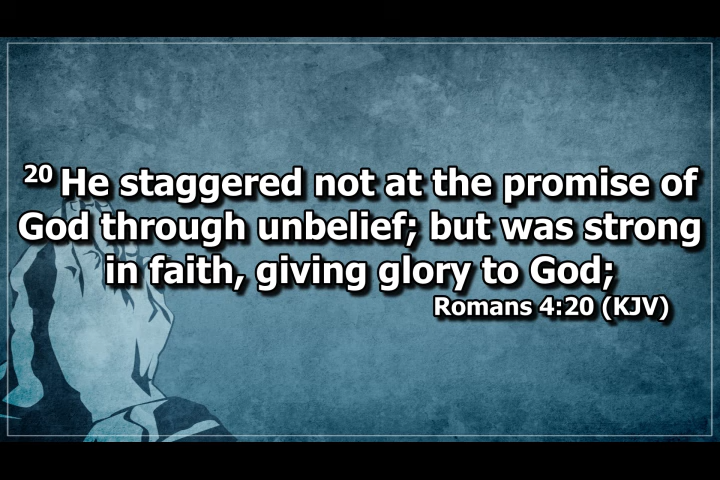 20 He staggered not at the promise of
God through unbelief; but was strong
in faith, giving glory to God;
Romans 4:20 (KJV)